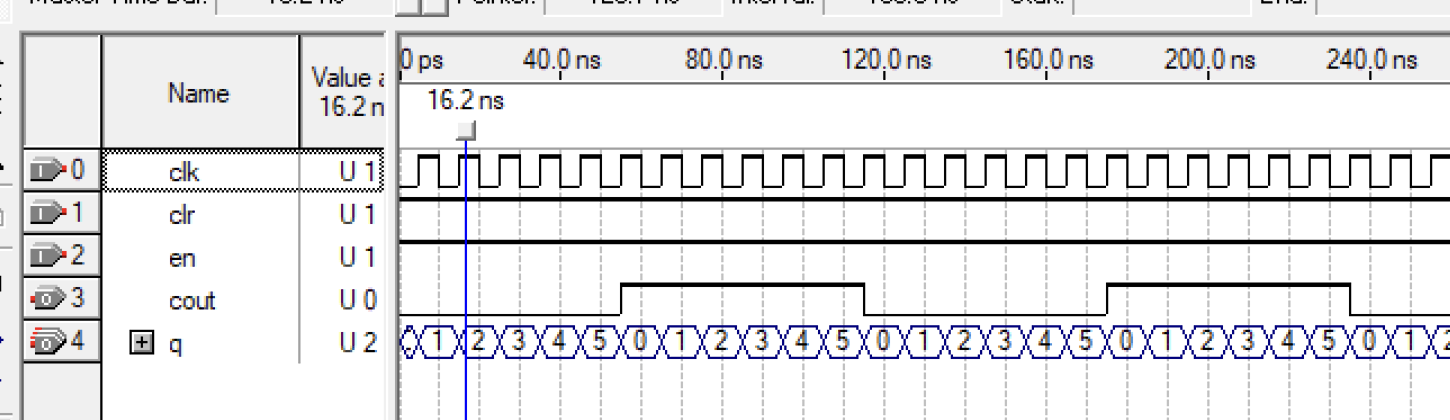 0 ps 40.0 ns 80.0 ns 120.0 ns 160.0 ns 200.0 ns 240.0 ns
Name
Value a
16.2 n
16.2 ns
0 clk U 1
1 clr U 1
2 en U 1
3 cout U 0
4 + q U 2 1 2 3 4 5 0 1 2 3 4 5 0 1 2 3 4 5 0 1 2 3 4 5 0 1 2